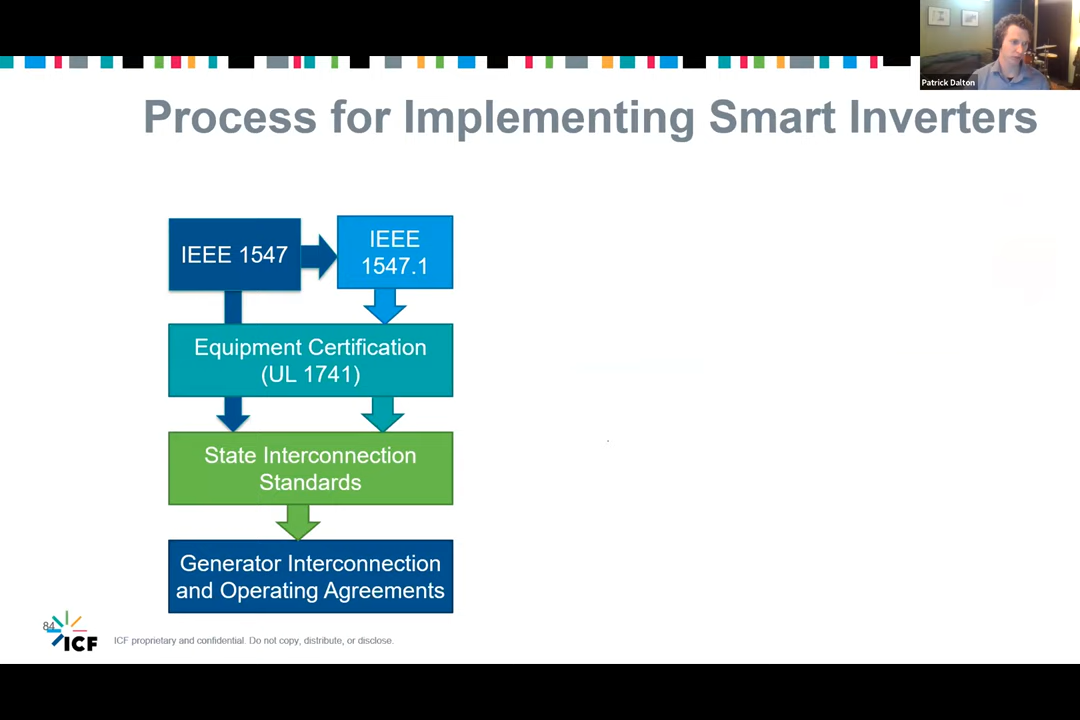 Patrick Dalton
Process for Implementing Smart Inverters
IEEE 1547
IEEE
1547.1
Equipment Certification
(UL 1741)
State Interconnection
Standards
Generator Interconnection
and Operating Agreements
84
ICF
ICF proprietary and confidential. Do not copy, distribute, or disclose.